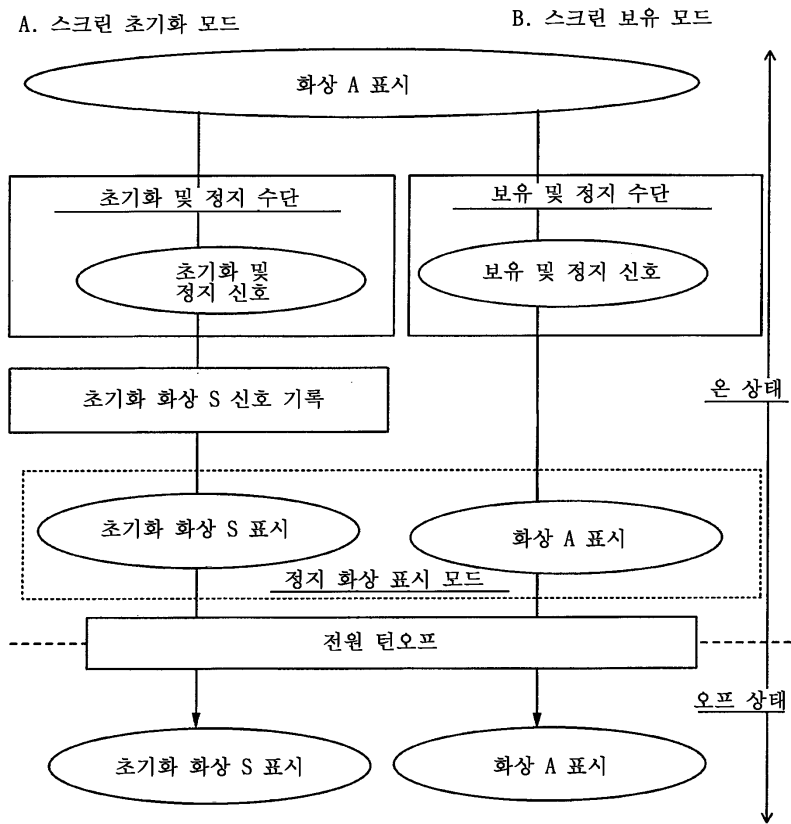 A. 스크린 초기화 모드
B. 스크린 보유 모드
화상 A 표시
초기화 및 정지 수단
보유 및 정지 수단
초기화 및
정지 신호
보유 및 정지 신호
초기화 화상 S 신호 기록
온 상태
초기화 화상 S 표시
화상 A 표시
정지 화상 표시 모드
전원 턴오프
오프 상태
초기화 화상 S 표시
화상 A 표시